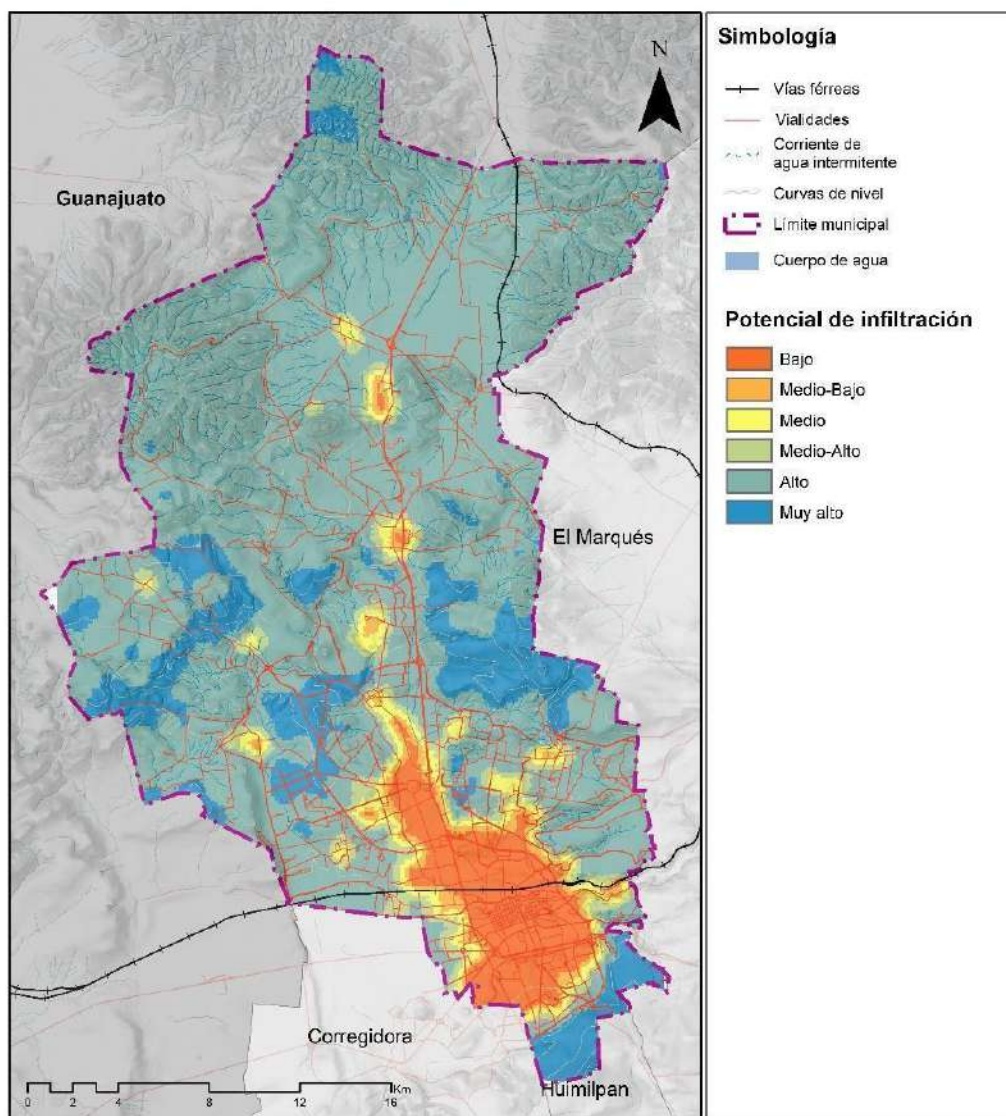 N
Guanajuato
El Marqués
Corregidora
Huimilpan
Km
0 2 4 8 12 16
Simbología
Vías férreas
Vialidades
Corriente de
agua intermitente
Curvas de nivel
Límite municipal
Cuerpo de agua
Potencial de infiltración
Bajo
Medio-Bajo
Medio
Medio-Alto
Alto
Muy alto